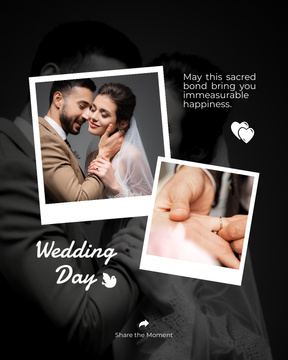 May this sacred
bond bring you
immeasurable
happiness.
Wedding
Day
Share the Moment